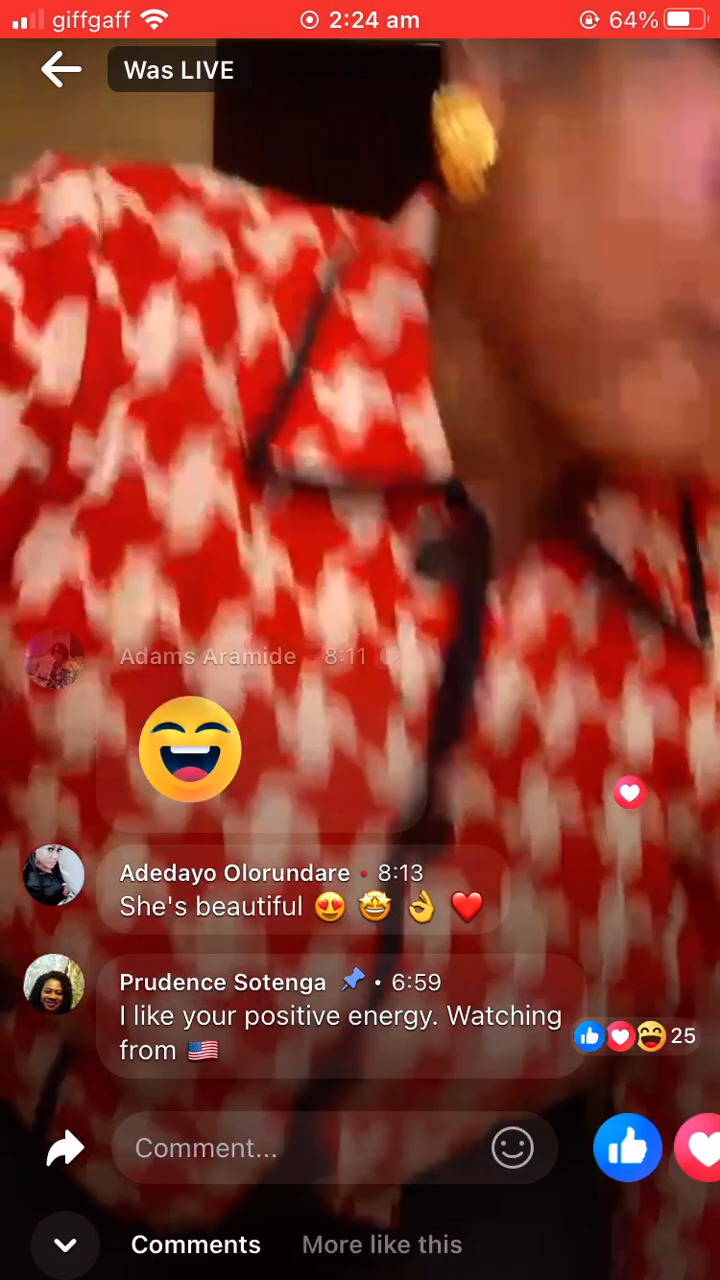 giffgaff 2:24 am 64%
Was LIVE
Adams Aramide 8:11
Adedayo Olorundare • 8:13
She's beautiful 😍 🤩 👌 ❤️
Prudence Sotenga 📌 • 6:59
I like your positive energy. Watching
from 🇺🇸
25
Comment...
Comments More like this